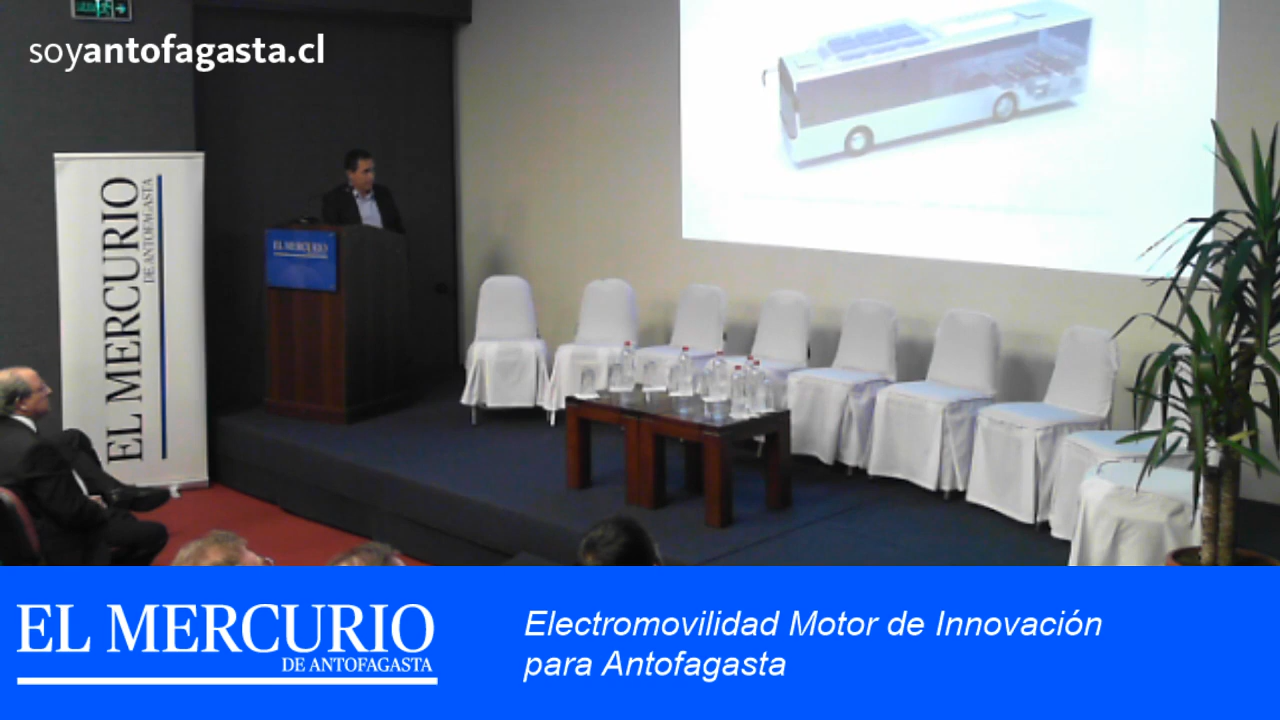 soyantofagasta.cl
EL MERCURIO
DE ANTOFAGASTA
EL MERCURIO
EL MERCURIO
DE ANTOFAGASTA
Electromovilidad Motor de Innovación
para Antofagasta